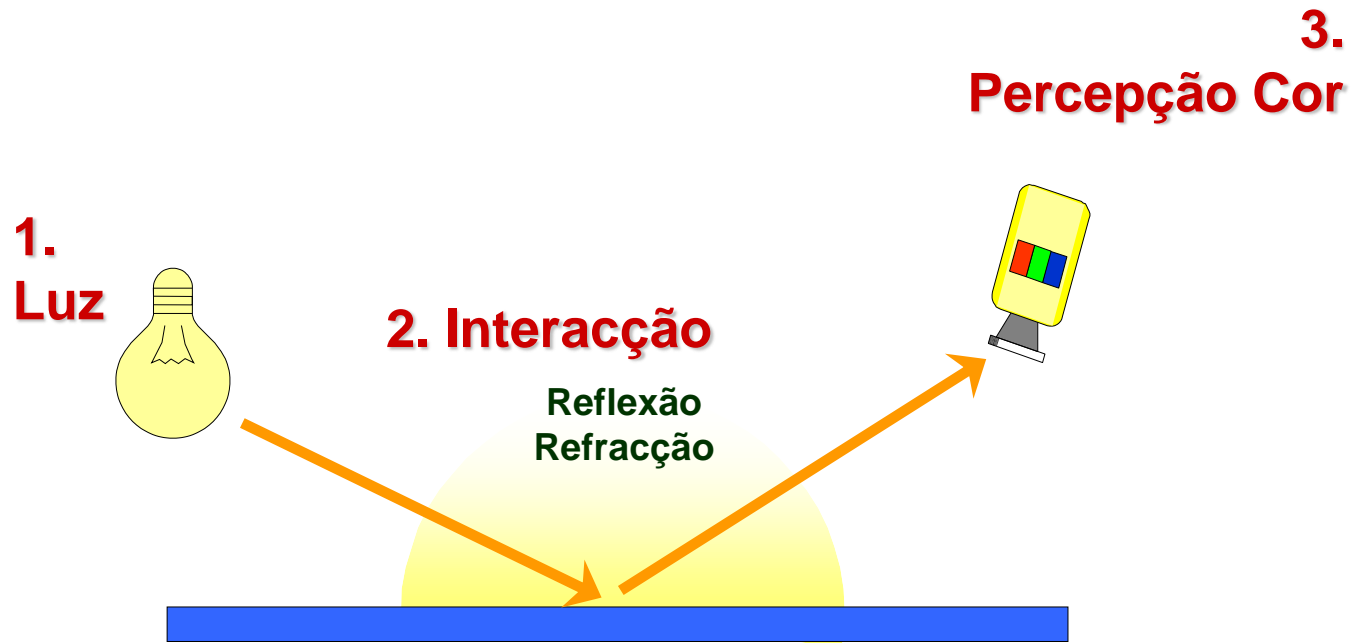 1.
Luz
2. Interacção
Reflexão
Refracção
3.
Percepção Cor